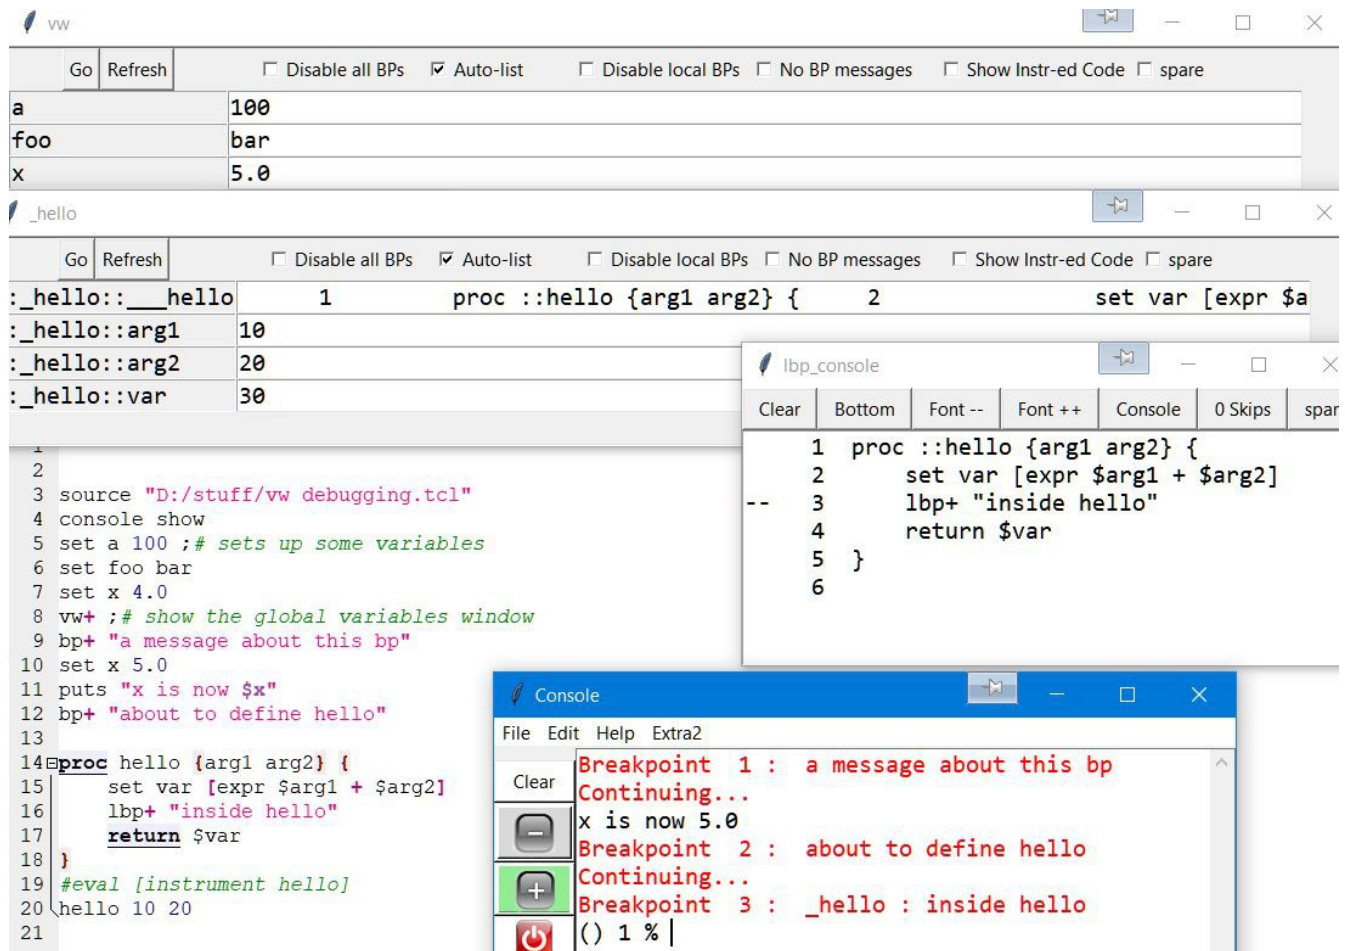 vw
Go Refresh Disable all BPs Auto-list Disable local BPs No BP messages Show Instr-ed Code spare
a 100
foo bar
x 5.0
_hello
Go Refresh Disable all BPs Auto-list Disable local BPs No BP messages Show Instr-ed Code spare
:_hello::___hello 1 proc ::hello {arg1 arg2} { 2 set var [expr $a
:_hello::arg1 10
:_hello::arg2 20
:_hello::var 30
lbp_console
Clear Bottom Font -- Font ++ Console 0 Skips spar
1 proc ::hello {arg1 arg2} {
2 set var [expr $arg1 + $arg2]
-- 3 lbp+ "inside hello"
4 return $var
5 }
6
1
2
3 source "D:/stuff/vw debugging.tcl"
4 console show
5 set a 100 ;# sets up some variables
6 set foo bar
7 set x 4.0
8 vw+ ;# show the global variables window
9 bp+ "a message about this bp"
10 set x 5.0
11 puts "x is now $x"
12 bp+ "about to define hello"
13
14 proc hello {arg1 arg2} {
15 set var [expr $arg1 + $arg2]
16 lbp+ "inside hello"
17 return $var
18 }
19 #eval [instrument hello]
20 hello 10 20
21
Console
File Edit Help Extra2
Clear
Breakpoint 1 : a message about this bp
Continuing...
x is now 5.0
Breakpoint 2 : about to define hello
Continuing...
Breakpoint 3 : _hello : inside hello
() 1 %